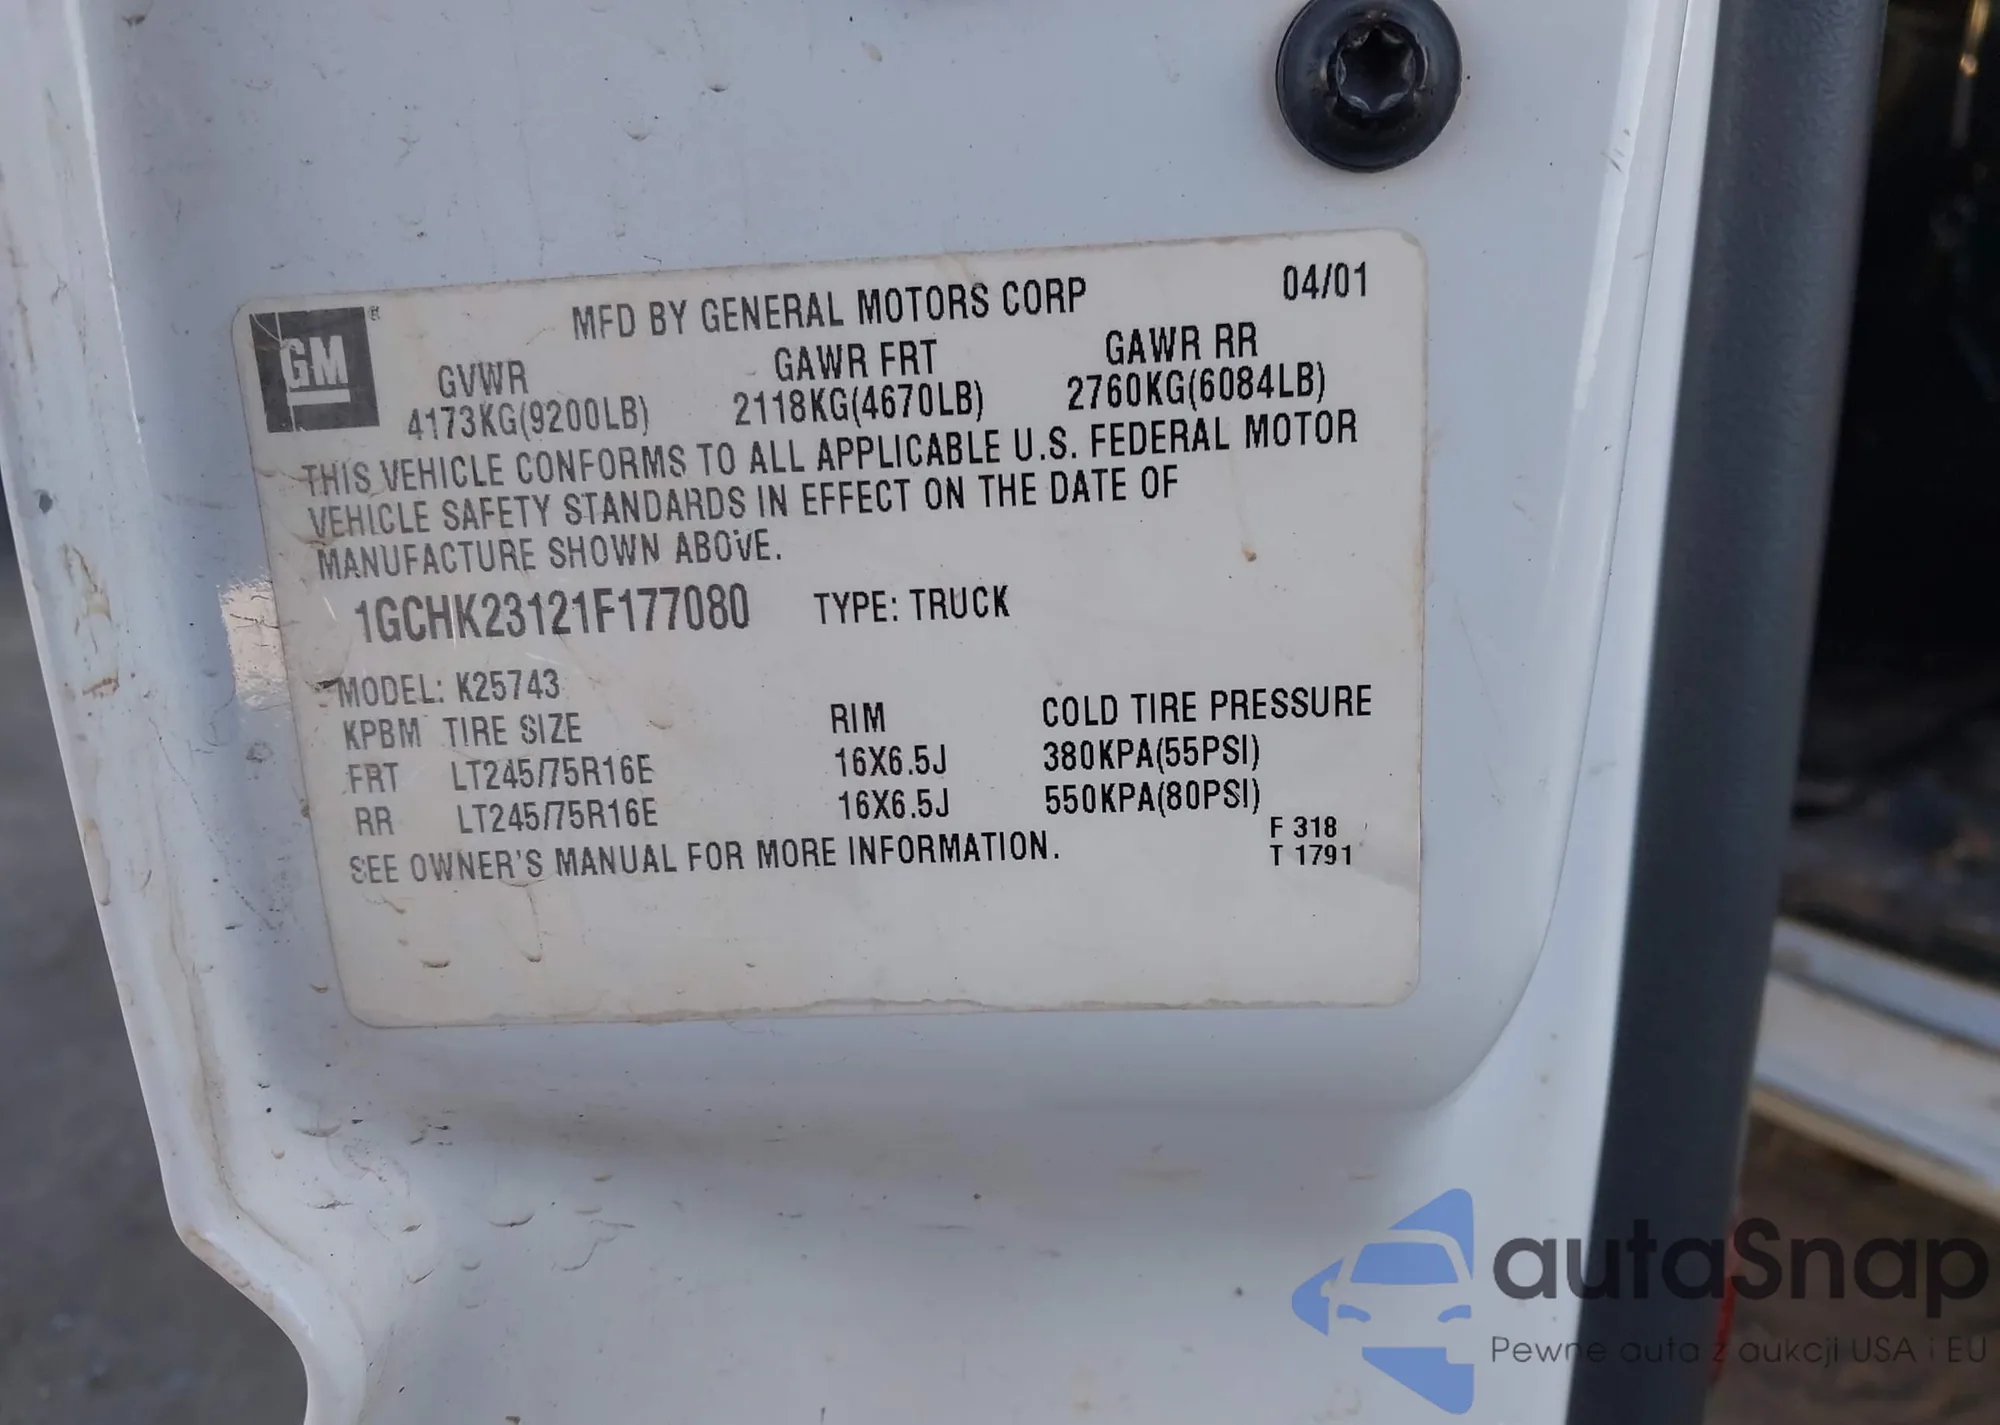 MFD BY GENERAL MOTORS CORP 04/01
GM ®
GVWR GAWR FRT GAWR RR
4173KG(9200LB) 2118KG(4670LB) 2760KG(6084LB)
THIS VEHICLE CONFORMS TO ALL APPLICABLE U.S. FEDERAL MOTOR
VEHICLE SAFETY STANDARDS IN EFFECT ON THE DATE OF
MANUFACTURE SHOWN ABOVE.
1GCHK23121F177080 TYPE: TRUCK
MODEL: K25743
KPBM TIRE SIZE RIM COLD TIRE PRESSURE
FRT LT245/75R16E 16X6.5J 380KPA(55PSI)
RR LT245/75R16E 16X6.5J 550KPA(80PSI)
SEE OWNER'S MANUAL FOR MORE INFORMATION.
F 318
T 1791
autaSnap
Pewne auta z aukcji USA i EU